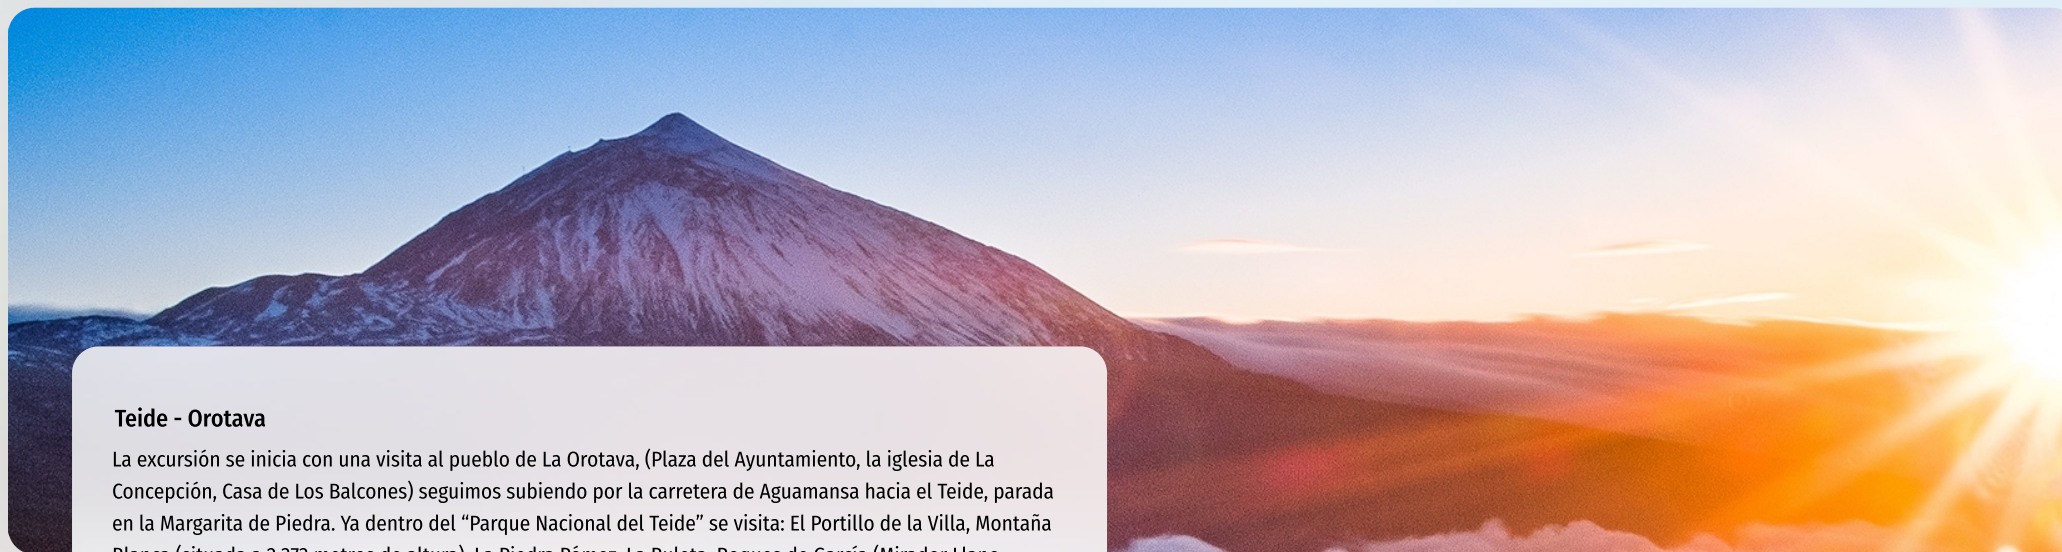 Teide - Orotava
La excursión se inicia con una visita al pueblo de La Orotava, (Plaza del Ayuntamiento, la iglesia de La
Concepción, Casa de Los Balcones) seguimos subiendo por la carretera de Aguamansa hacia el Teide, parada
en la Margarita de Piedra. Ya dentro del “Parque Nacional del Teide” se visita: El Portillo de la Villa, Montaña